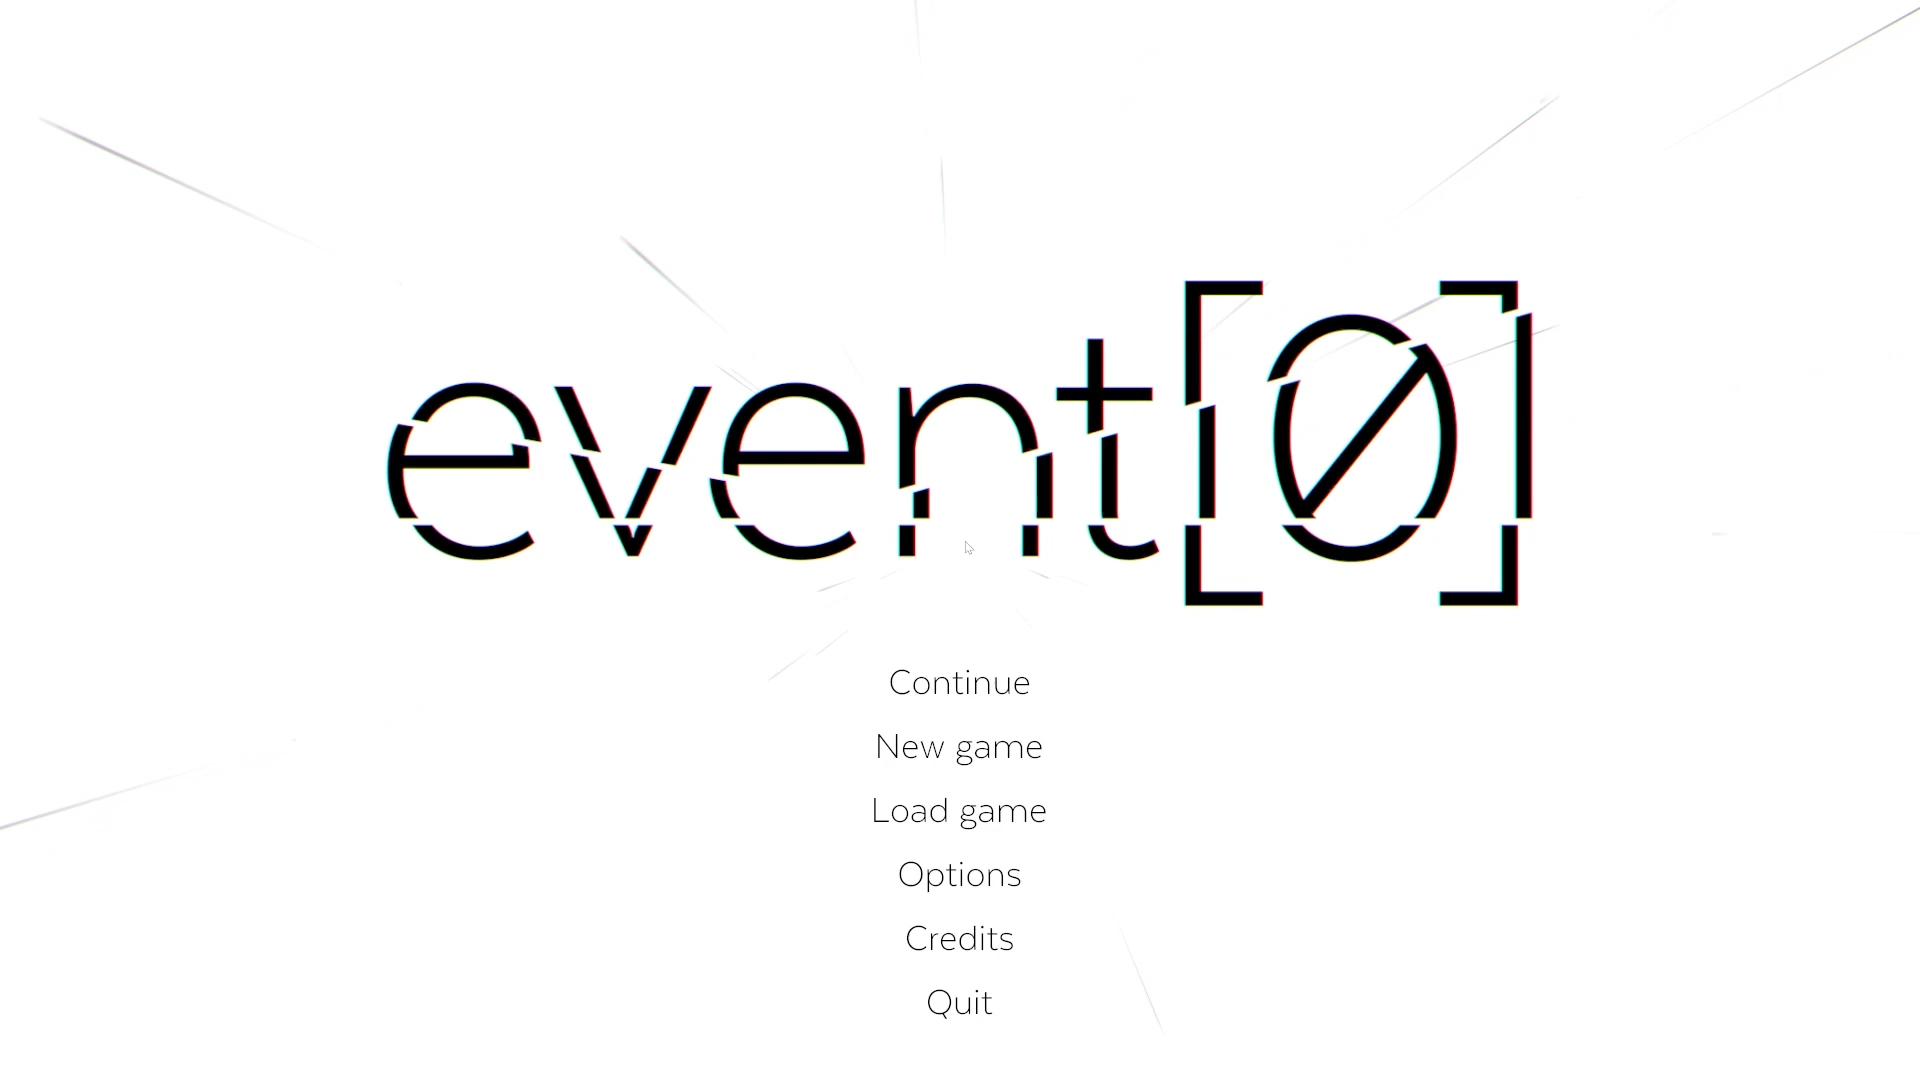 event[0]
Continue
New game
Load game
Options
Credits
Quit